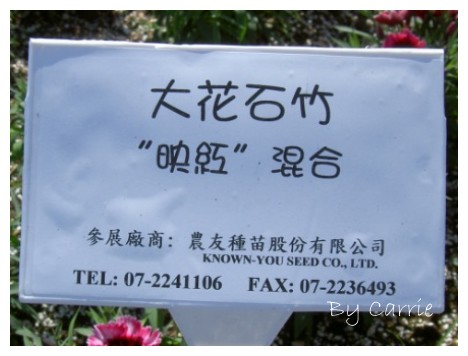 大花石竹
“映紅”混合
參展廠商：農友種苗股份有限公司
KNOWN-YOU SEED CO., LTD.
TEL: 07-2241106 FAX: 07-2236493
By Carrie